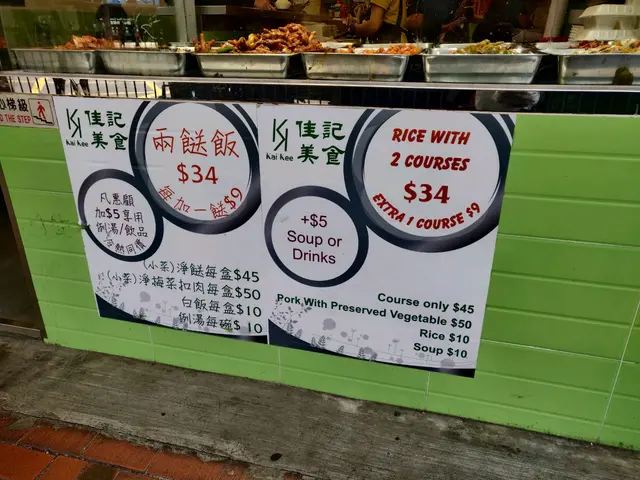 心梯級
THE STEP
佳記
美食
Kai Kee
兩餸飯
$34
每加一餸$9
凡惠顧
加$5享用
例湯/飲品
冷熱同價
(小菜)淨餸每盒$45
(小菜)淨梅菜扣肉每盒$50
白飯每盒$10
例湯每碗$10
佳記
美食
Kai Kee
RICE WITH
2 COURSES
$34
EXTRA 1 COURSE $9
+$5
Soup or
Drinks
Course only $45
Pork With Preserved Vegetable $50
Rice $10
Soup $10